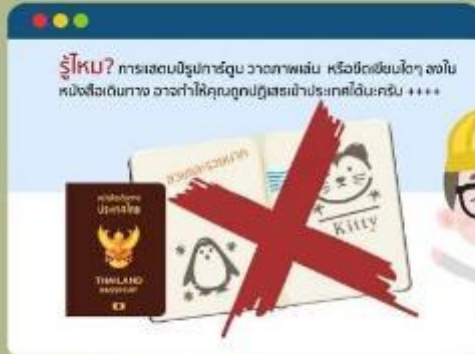 รู้ไหม? การแสตมป์รูปการ์ตูน วาดภาพเล่น หรือขีดเขียนใดๆ ลงใน
หนังสือเดินทาง อาจทำให้คุณถูกปฏิเสธเข้าประเทศได้นะครับ ++++
Kitty
หนังสือเดินทาง
ประเทศไทย
THAILAND
PASSPORT